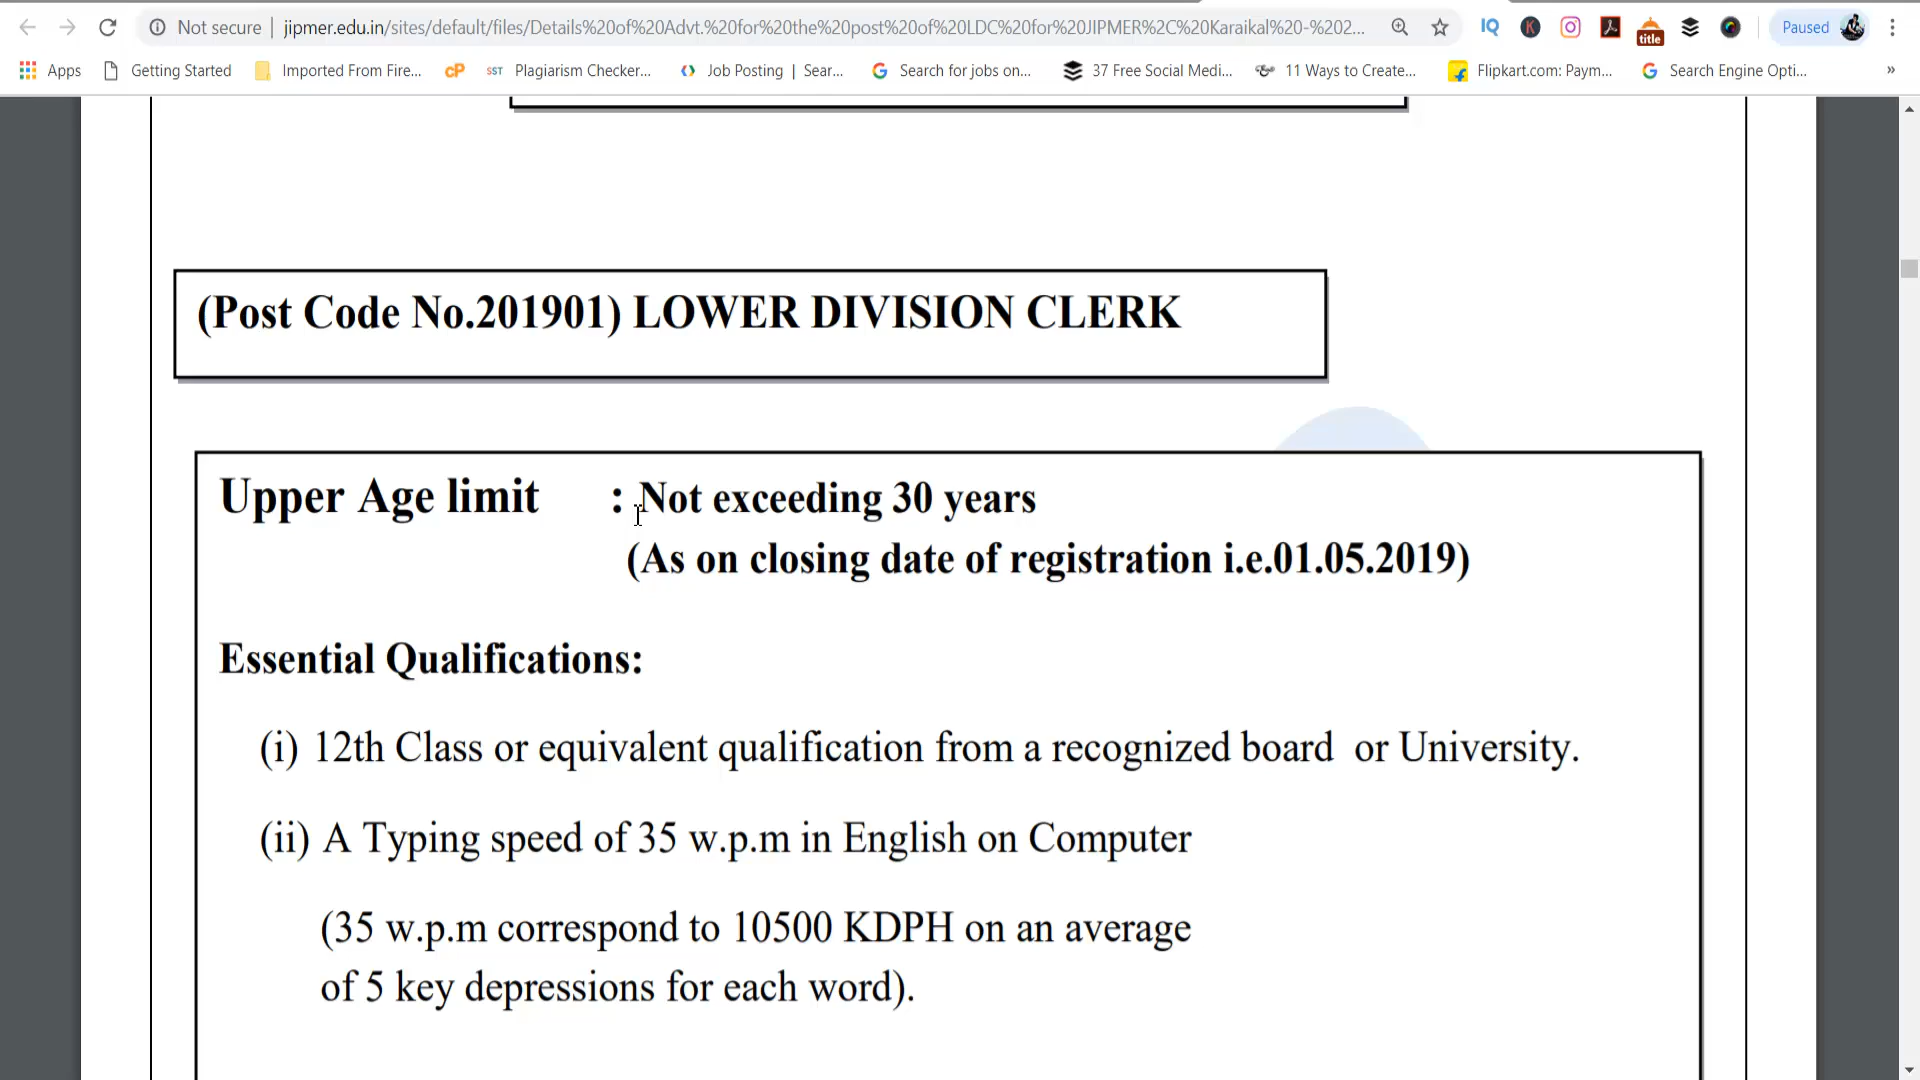 Not secure | jipmer.edu.in/sites/default/files/Details%20of%20Advt.%20for%20the%20post%20of%20LDC%20for%20JIPMER%2C%20Karaikal%20-%202...
IQ K title Paused
Apps Getting Started Imported From Fire... cP SST Plagiarism Checker... Job Posting | Sear... Search for jobs on... 37 Free Social Medi... 11 Ways to Create... Flipkart.com: Paym... Search Engine Opti... »
(Post Code No.201901) LOWER DIVISION CLERK
Upper Age limit : Not exceeding 30 years
(As on closing date of registration i.e.01.05.2019)
Essential Qualifications:
(i) 12th Class or equivalent qualification from a recognized board or University.
(ii) A Typing speed of 35 w.p.m in English on Computer
(35 w.p.m correspond to 10500 KDPH on an average
of 5 key depressions for each word).